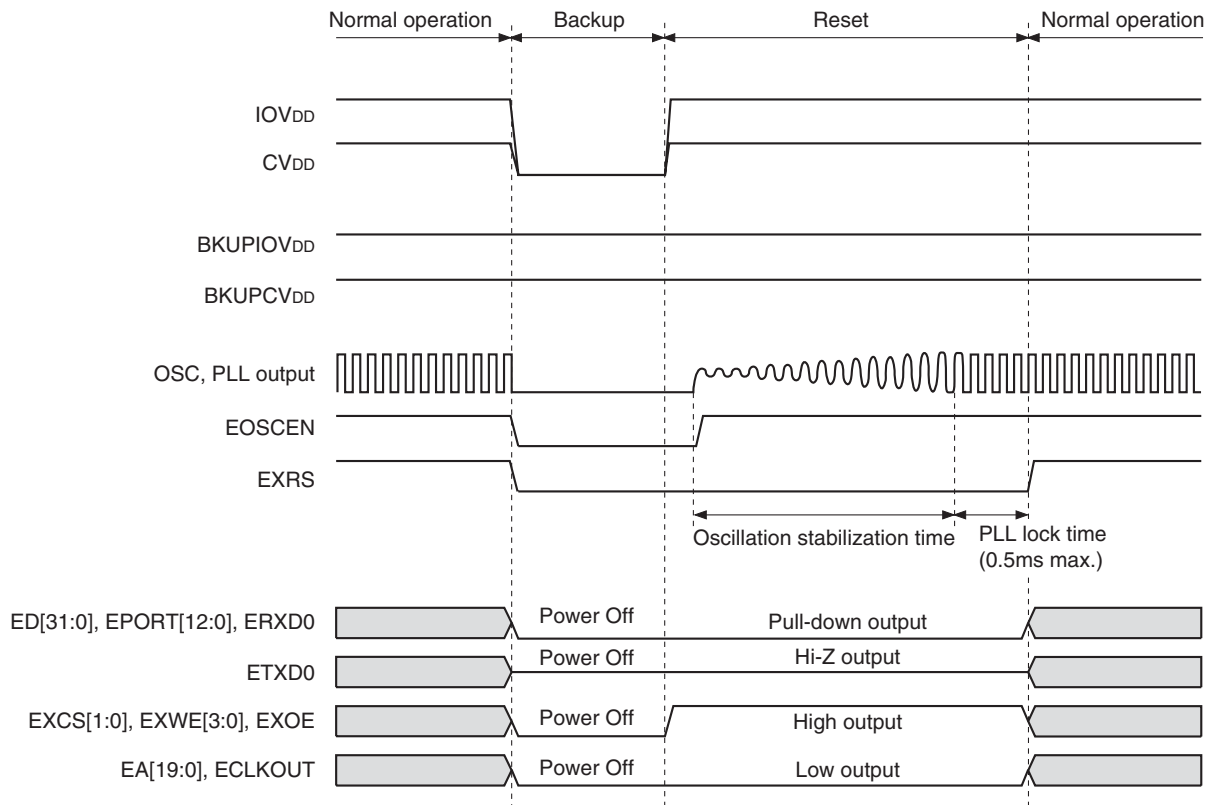 Normal operation Backup Reset Normal operation
IOVDD
CVDD
BKUPIOVDD
BKUPCVDD
OSC, PLL output
EOSCEN
EXRS
Oscillation stabilization time
PLL lock time
(0.5ms max.)
ED[31:0], EPORT[12:0], ERXD0 Power Off Pull-down output
ETXD0 Power Off Hi-Z output
EXCS[1:0], EXWE[3:0], EXOE Power Off High output
EA[19:0], ECLKOUT Power Off Low output